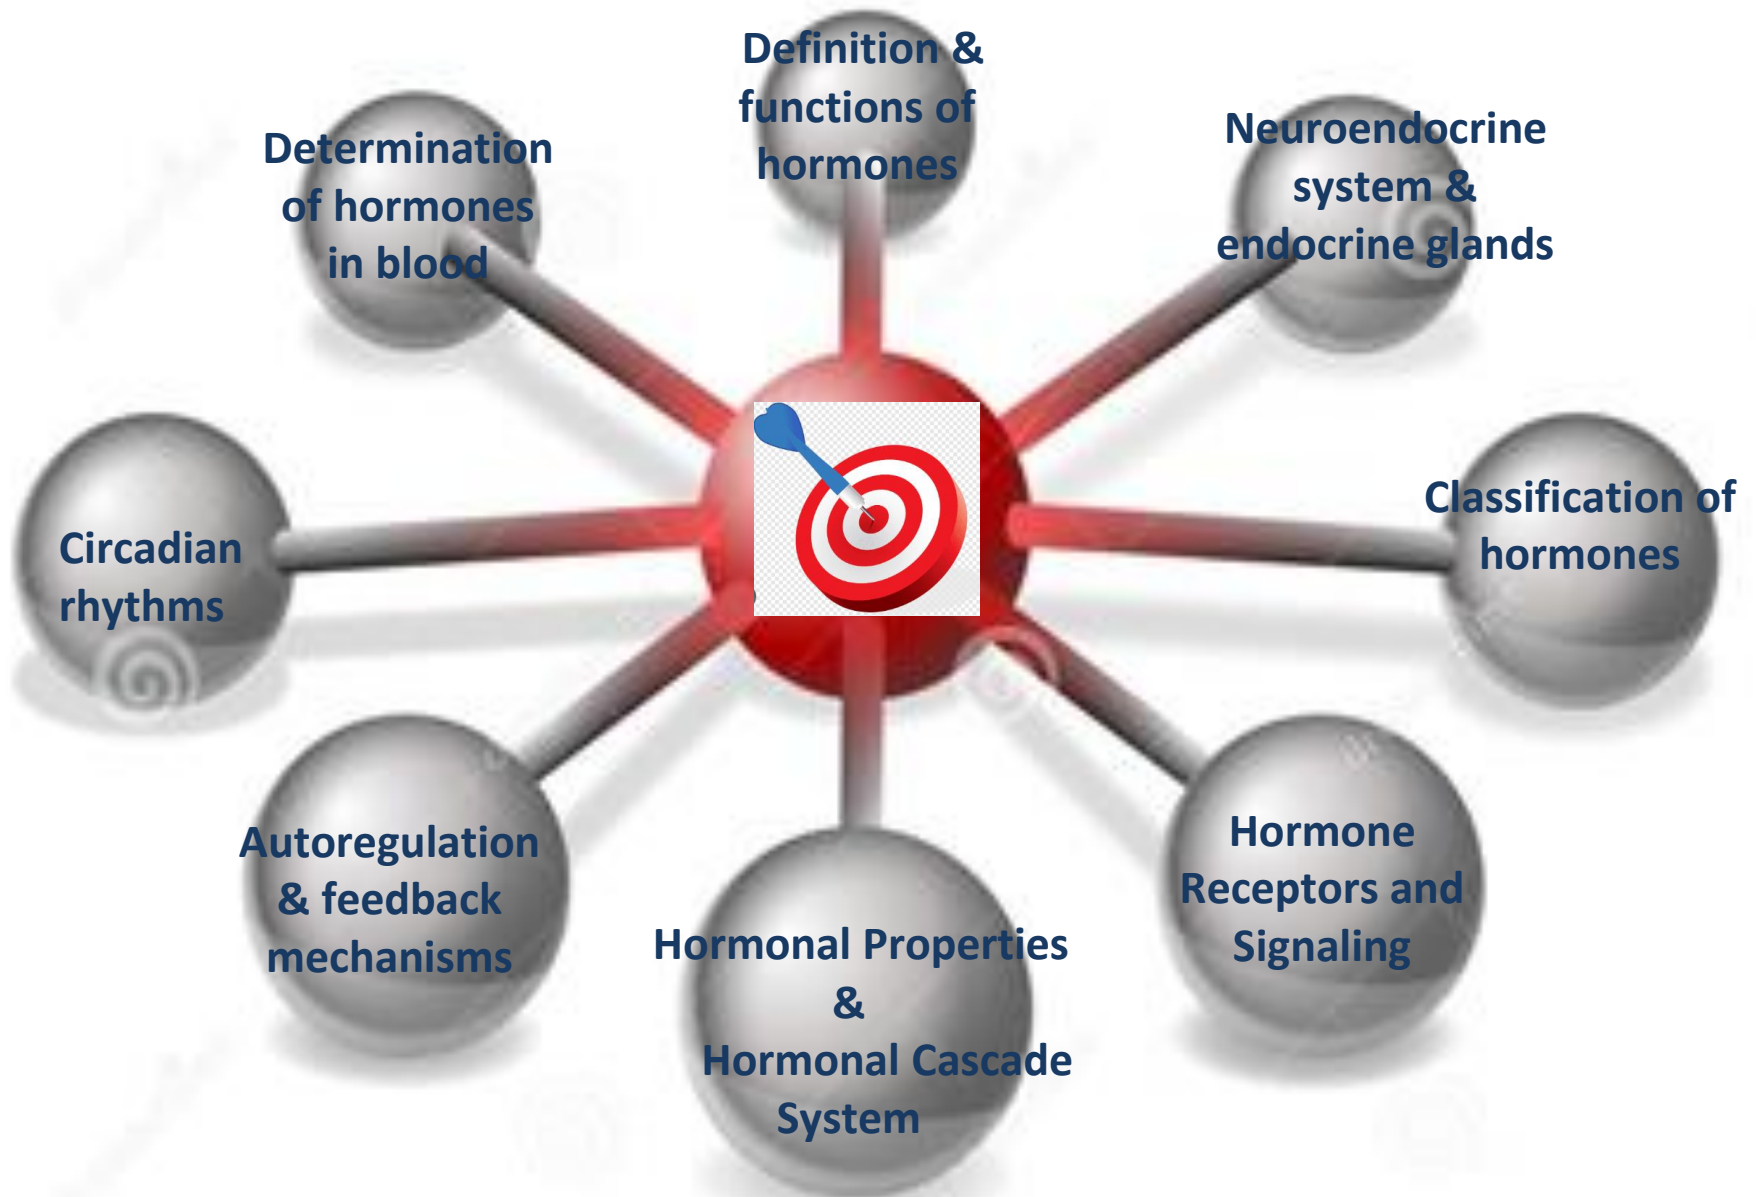 Definition &
functions of
hormones
Neuroendocrine
system &
endocrine glands
Classification of
hormones
Hormone
Receptors and
Signaling
Hormonal Properties
&
Hormonal Cascade
System
Autoregulation
& feedback
mechanisms
Circadian
rhythms
Determination
of hormones
in blood